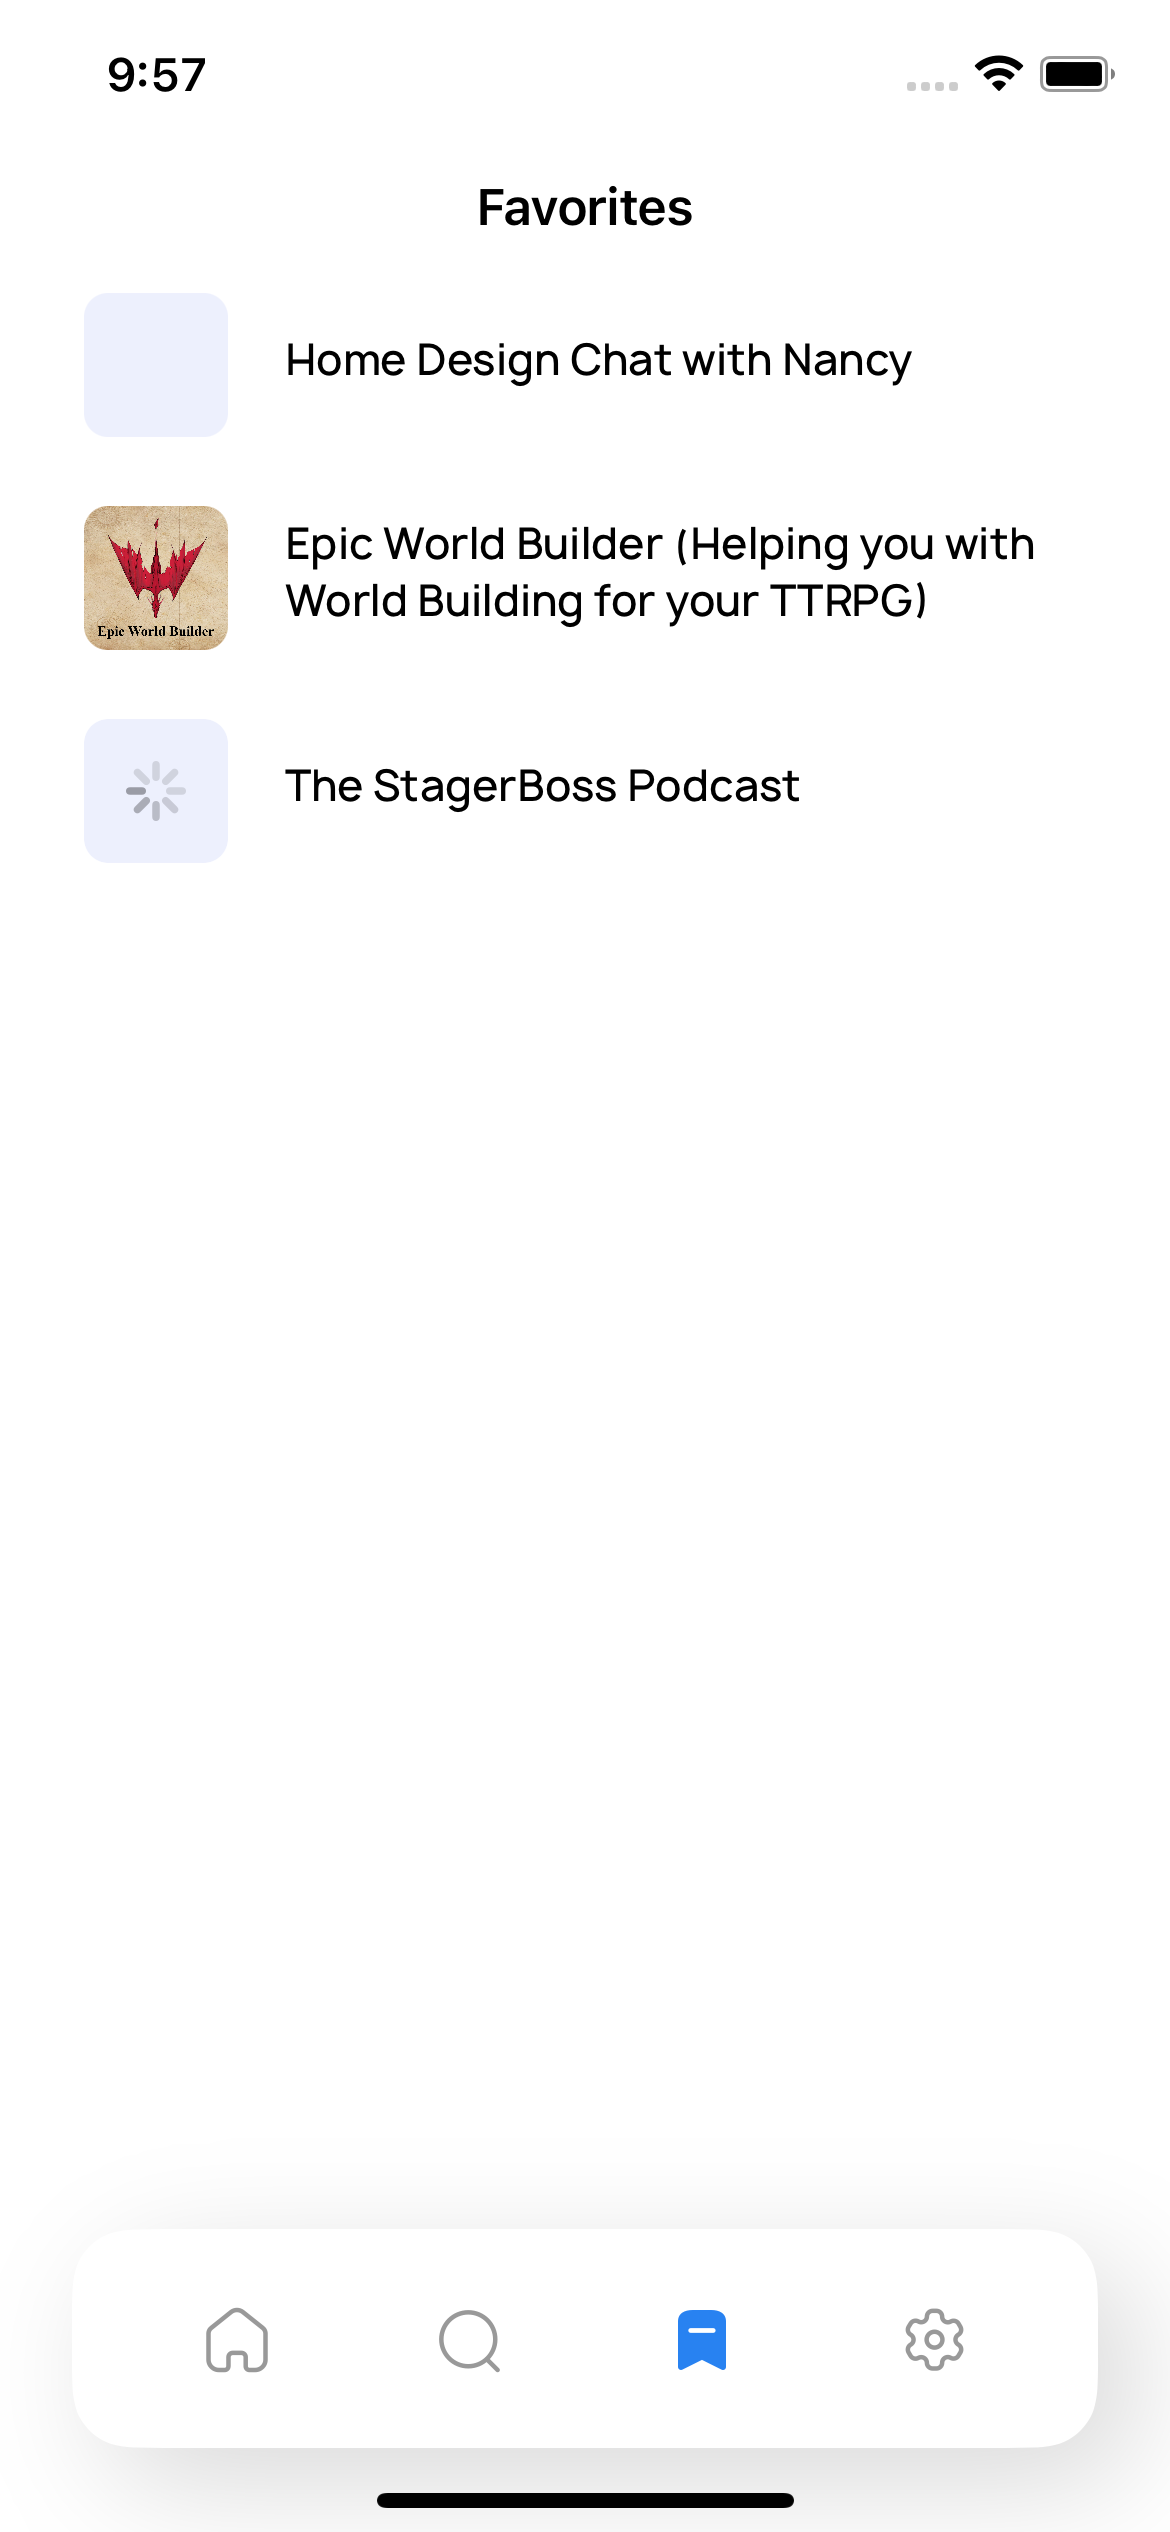 9:57
Favorites
Home Design Chat with Nancy
Epic World Builder
Epic World Builder (Helping you with
World Building for your TTRPG)
The StagerBoss Podcast